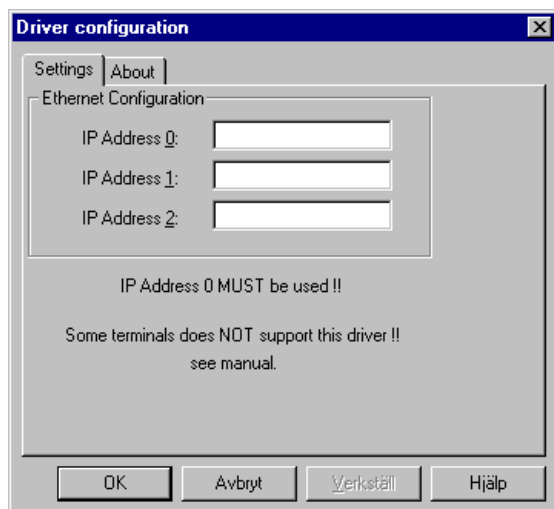 Driver configuration
Settings
About
Ethernet Configuration
IP Address 0:
IP Address 1:
IP Address 2:
IP Address 0 MUST be used !!
Some terminals does NOT support this driver !!
see manual.
OK
Avbryt
Verkställ
Hjälp